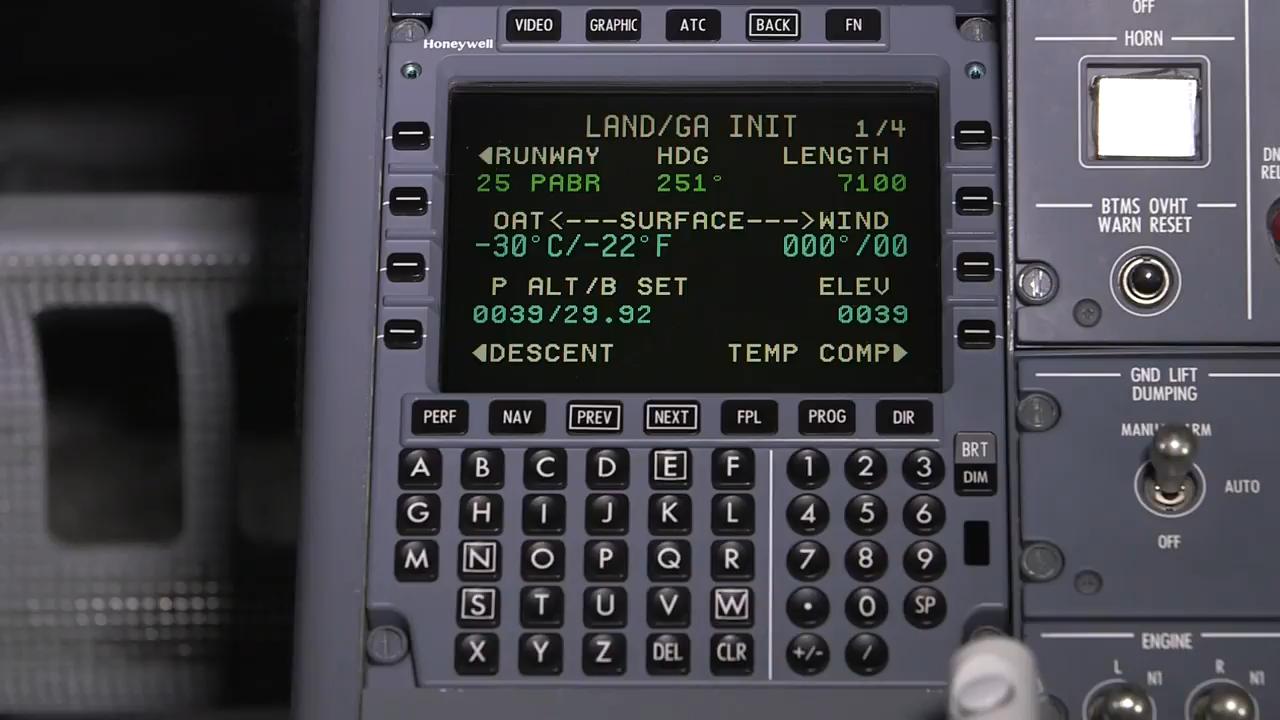 VIDEO GRAPHIC ATC BACK FN
Honeywell
LAND/GA INIT 1/4
RUNWAY HDG LENGTH
25 PABR 251° 7100
OAT<---SURFACE--->WIND
-30°C/-22°F 000°/00
P ALT/B SET ELEV
0039/29.92 0039
DESCENT TEMP COMP
PERF NAV PREV NEXT FPL PROG DIR
BRT
DIM
A B C D E F 1 2 3
G H I J K L 4 5 6
M N O P Q R 7 8 9
S T U V W • 0 SP
X Y Z DEL CLR +/- /
OFF
HORN
BTMS OVHT
WARN RESET
GND LIFT
DUMPING
AUTO
OFF
ENGINE
L N1 R N1